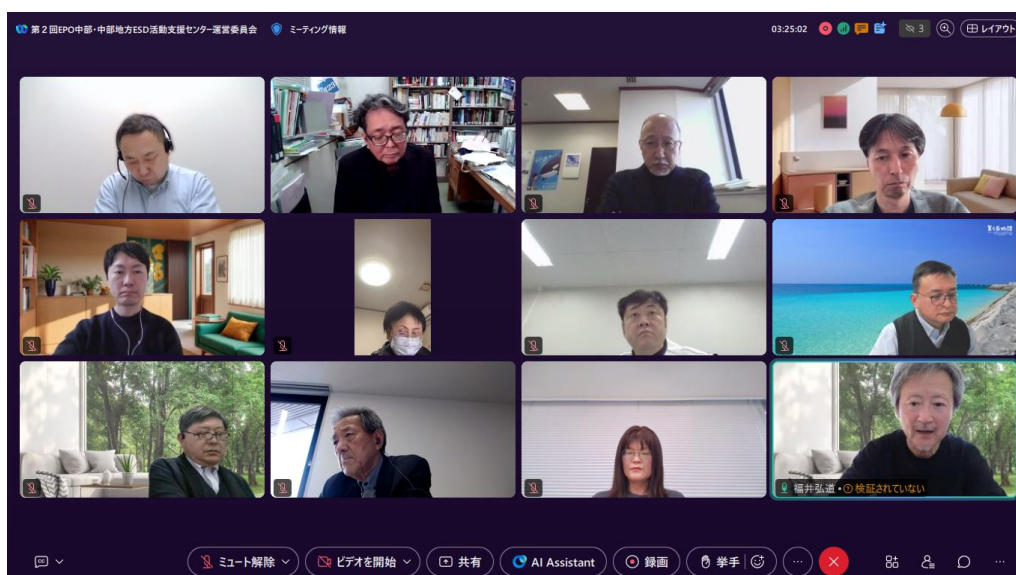 第２回EPO中部・中部地方ESD活動支援センター運営委員会 ミーティング情報
03:25:02
3
レイアウト
福井弘道・検証されていない
CC
ミュート解除
ビデオを開始
共有
AI Assistant
録画
挙手